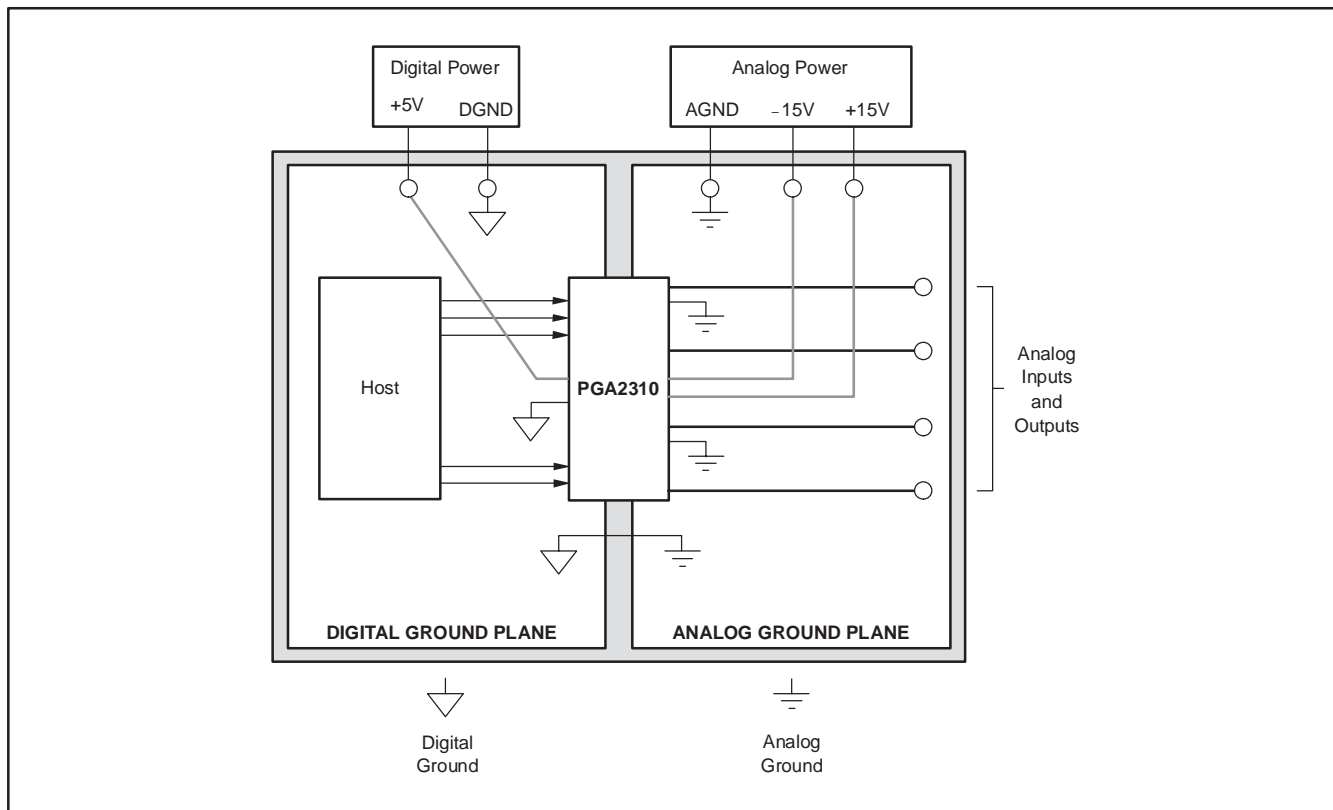 Digital Power
+5V DGND
Analog Power
AGND −15V +15V
Host
PGA2310
Analog
Inputs
and
Outputs
DIGITAL GROUND PLANE
ANALOG GROUND PLANE
Digital
Ground
Analog
Ground